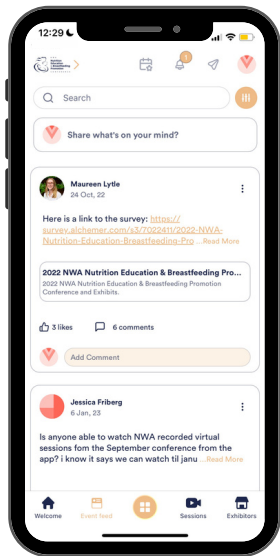 12:29
1
Search
Share what's on your mind?
Maureen Lytle
24 Oct, 22
Here is a link to the survey: https://
survey.alchemer.com/s3/7022411/2022-NWA-
Nutrition-Education-Breastfeeding-Pro ...Read More
2022 NWA Nutrition Education & Breastfeeding Pro...
2022 NWA Nutrition Education & Breastfeeding Promotion
Conference and Exhibits.
3 likes
6 comments
Add Comment
Jessica Friberg
6 Jan, 23
Is anyone able to watch NWA recorded virtual
sessions fom the September conference from the
app? i know it says we can watch til janu ...Read More
Welcome
Event feed
Sessions
Exhibitors